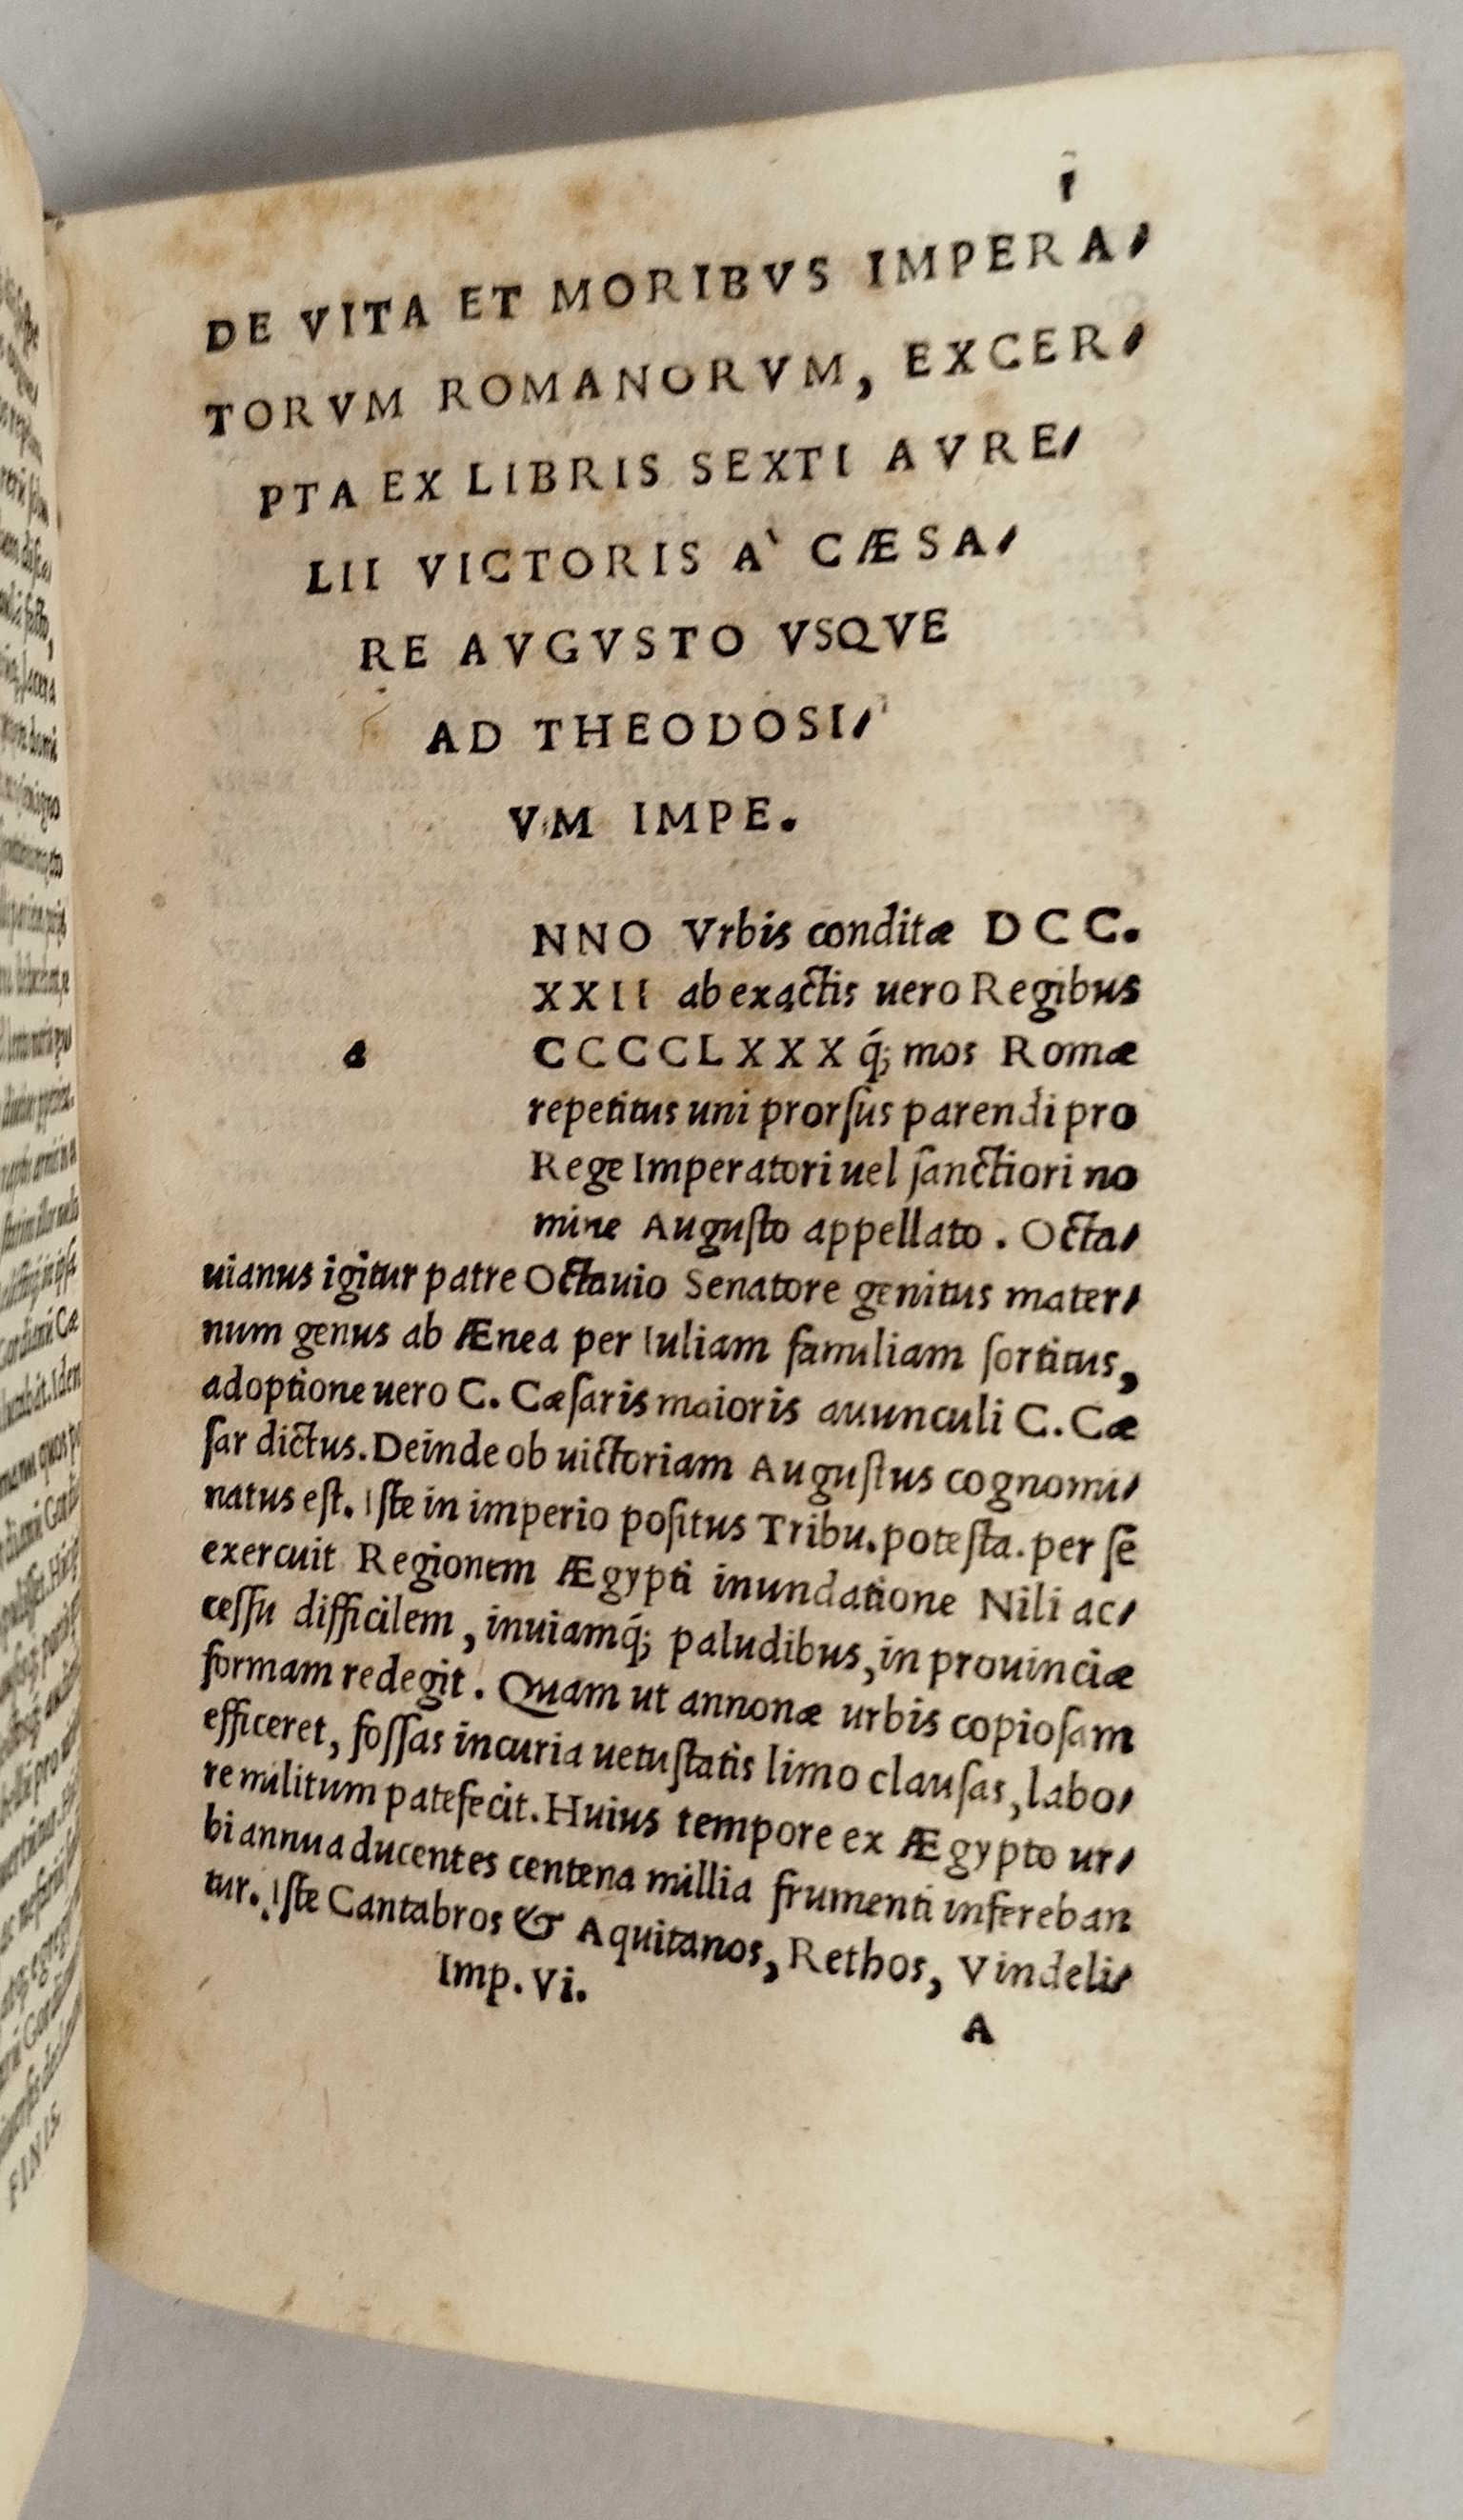 1
DE VITA ET MORIBVS IMPERA/
TORVM ROMANORVM, EXCER/
PTA EX LIBRIS SEXTI AVRE/
LII VICTORIS A` CÆSA/
RE AVGVSTO VSQVE
AD THEODOSI/
VM IMPE.
NNO Vrbis conditæ DCC.
XXII ab exactis uero Regibus
a CCCCLXXX q́; mos Romæ
repetitus uni prorſus parendi pro
Rege Imperatori uel ſanctiori no
mine Auguſto appellato. Octa/
uianus igitur patre Octauio Senatore genitus mater/
num genus ab Ænea per Iuliam familiam ſortitus,
adoptione uero C. Cæſaris maioris auunculi C. Cæ
ſar dictus. Deinde ob uictoriam Auguſtus cognomi/
natus eſt. Iſte in imperio poſitus Tribu. poteſta. per ſe
exercuit Regionem Ægypti inundatione Nili ac/
ceſſu difficilem, inuiamq́; paludibus, in prouinciæ
formam redegit. Quam ut annonæ urbis copioſam
efficeret, foſſas incuria uetuſtatis limo clauſas, labo/
re militum patefecit. Huius tempore ex Ægypto ur/
bi annua ducentes centena millia frumenti infereban
tur. Iſte Cantabros & Aquitanos, Rethos, Vindeli/
Imp. Vi.
A
FINIS